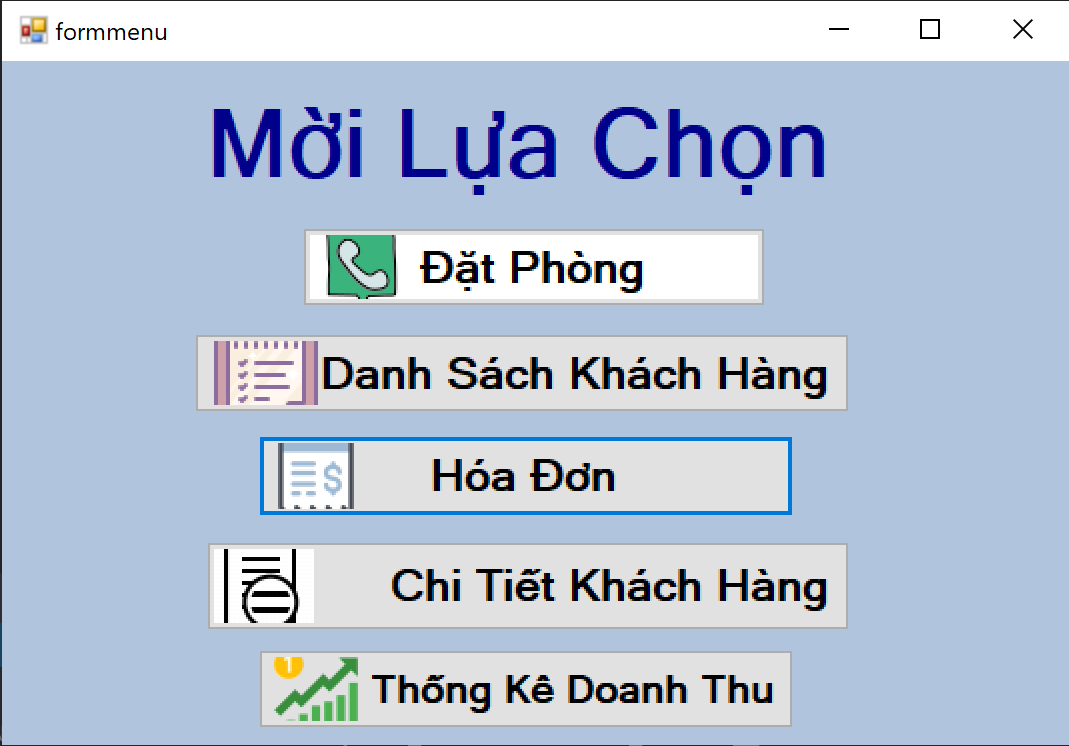 formmenu
Mời Lựa Chọn
Đặt Phòng
Danh Sách Khách Hàng
$
Hóa Đơn
Chi Tiết Khách Hàng
1
Thống Kê Doanh Thu